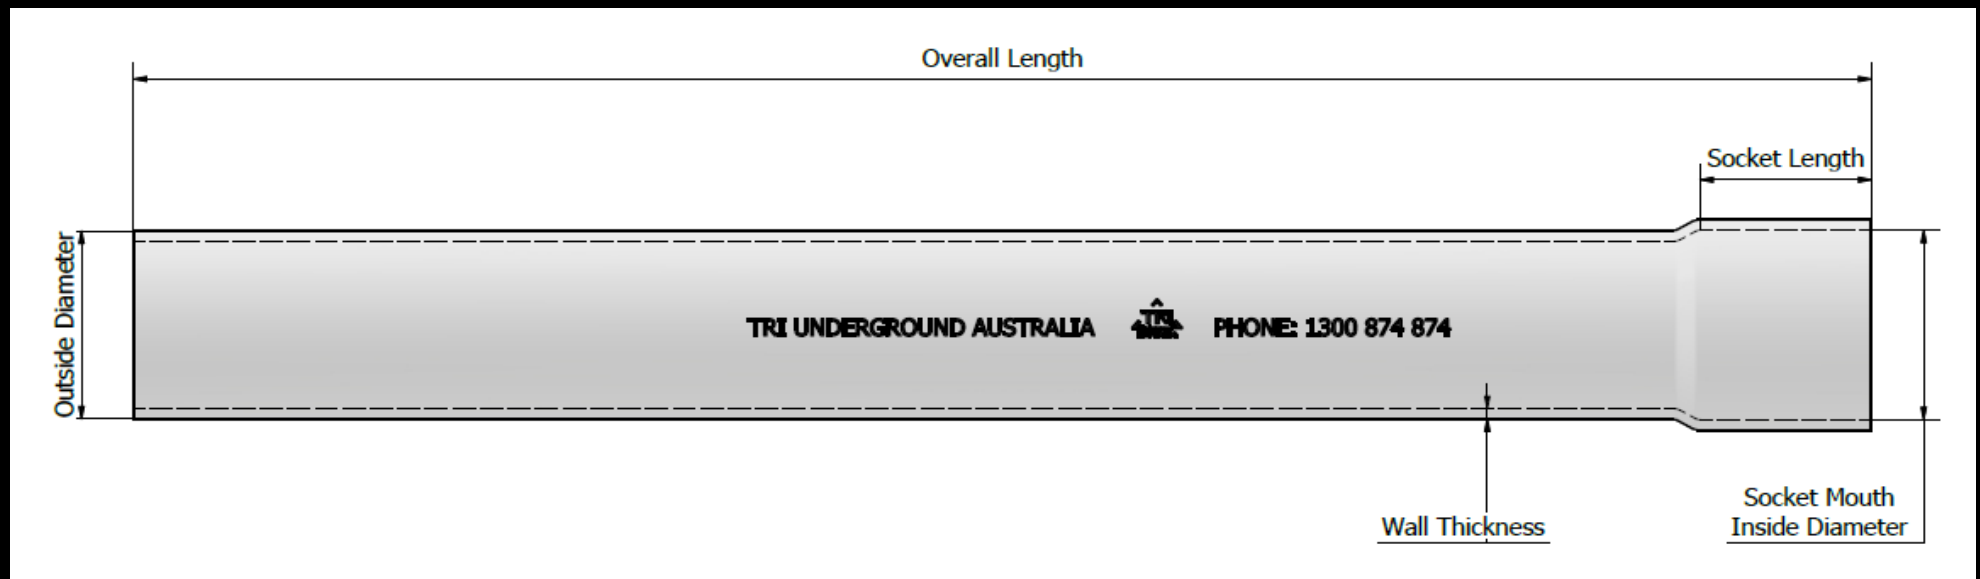 Overall Length
Socket Length
Outside Diameter
TRI UNDERGROUND AUSTRALIA TRI PHONE: 1300 874 874
Wall Thickness
Socket Mouth
Inside Diameter